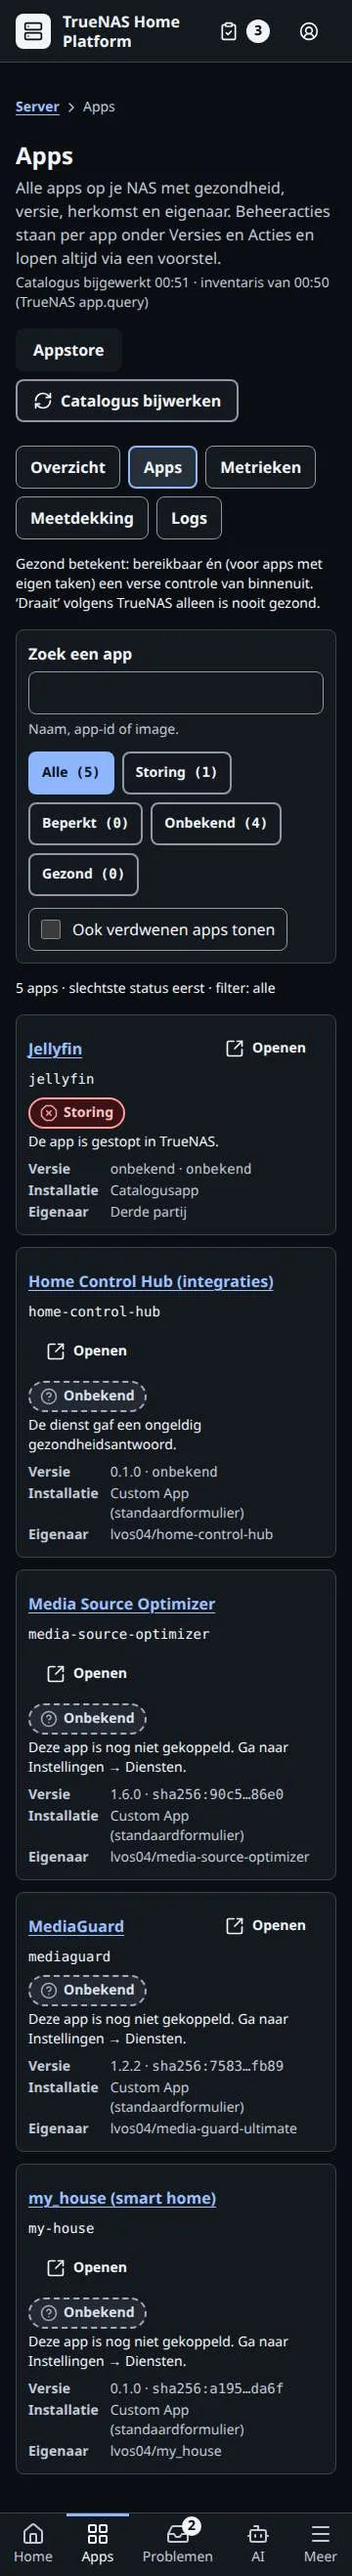 TrueNAS Home
Platform
3
Server > Apps
Apps
Alle apps op je NAS met gezondheid,
versie, herkomst en eigenaar. Beheeracties
staan per app onder Versies en Acties en
lopen altijd via een voorstel.
Catalogus bijgewerkt 00:51 · inventaris van 00:50
(TrueNAS app.query)
Appstore
Catalogus bijwerken
Overzicht Apps Metrieken
Meetdekking Logs
Gezond betekent: bereikbaar én (voor apps met
eigen taken) een verse controle van binnenuit.
‘Draait’ volgens TrueNAS alleen is nooit gezond.
Zoek een app
Naam, app-id of image.
Alle (5) Storing (1)
Beperkt (0) Onbekend (4)
Gezond (0)
Ook verdwenen apps tonen
5 apps · slechtste status eerst · filter: alle
Jellyfin Openen
jellyfin
Storing
De app is gestopt in TrueNAS.
Versie onbekend · onbekend
Installatie Catalogusapp
Eigenaar Derde partij
Home Control Hub (integraties)
home-control-hub
Openen
Onbekend
De dienst gaf een ongeldig
gezondheidsantwoord.
Versie 0.1.0 · onbekend
Installatie Custom App
(standaardformulier)
Eigenaar lvos04/home-control-hub
Media Source Optimizer
media-source-optimizer
Openen
Onbekend
Deze app is nog niet gekoppeld. Ga naar
Instellingen → Diensten.
Versie 1.6.0 · sha256:90c5…86e0
Installatie Custom App
(standaardformulier)
Eigenaar lvos04/media-source-optimizer
MediaGuard Openen
mediaguard
Onbekend
Deze app is nog niet gekoppeld. Ga naar
Instellingen → Diensten.
Versie 1.2.2 · sha256:7583…fb89
Installatie Custom App
(standaardformulier)
Eigenaar lvos04/media-guard-ultimate
my_house (smart home)
my-house
Openen
Onbekend
Deze app is nog niet gekoppeld. Ga naar
Instellingen → Diensten.
Versie 0.1.0 · sha256:a195…da6f
Installatie Custom App
(standaardformulier)
Eigenaar lvos04/my_house
2
Home Apps Problemen AI Meer